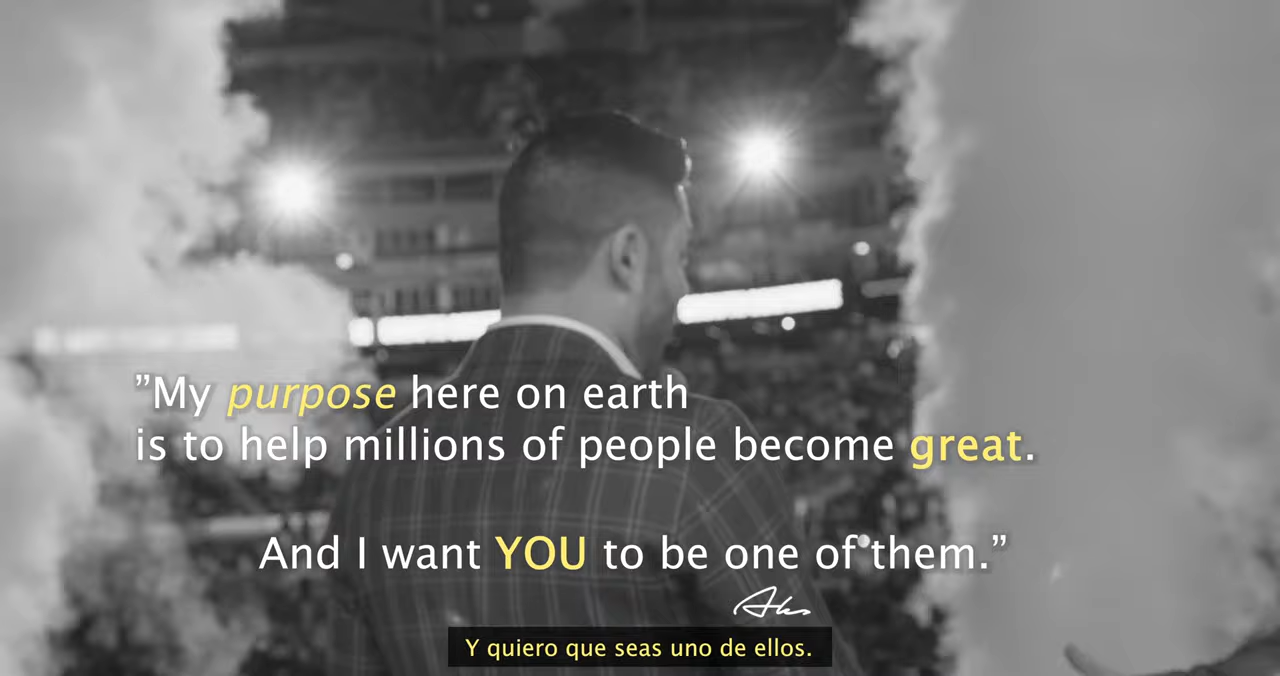 ”My purpose here on earth
is to help millions of people become great.
And I want YOU to be one of them.”
Y quiero que seas uno de ellos.